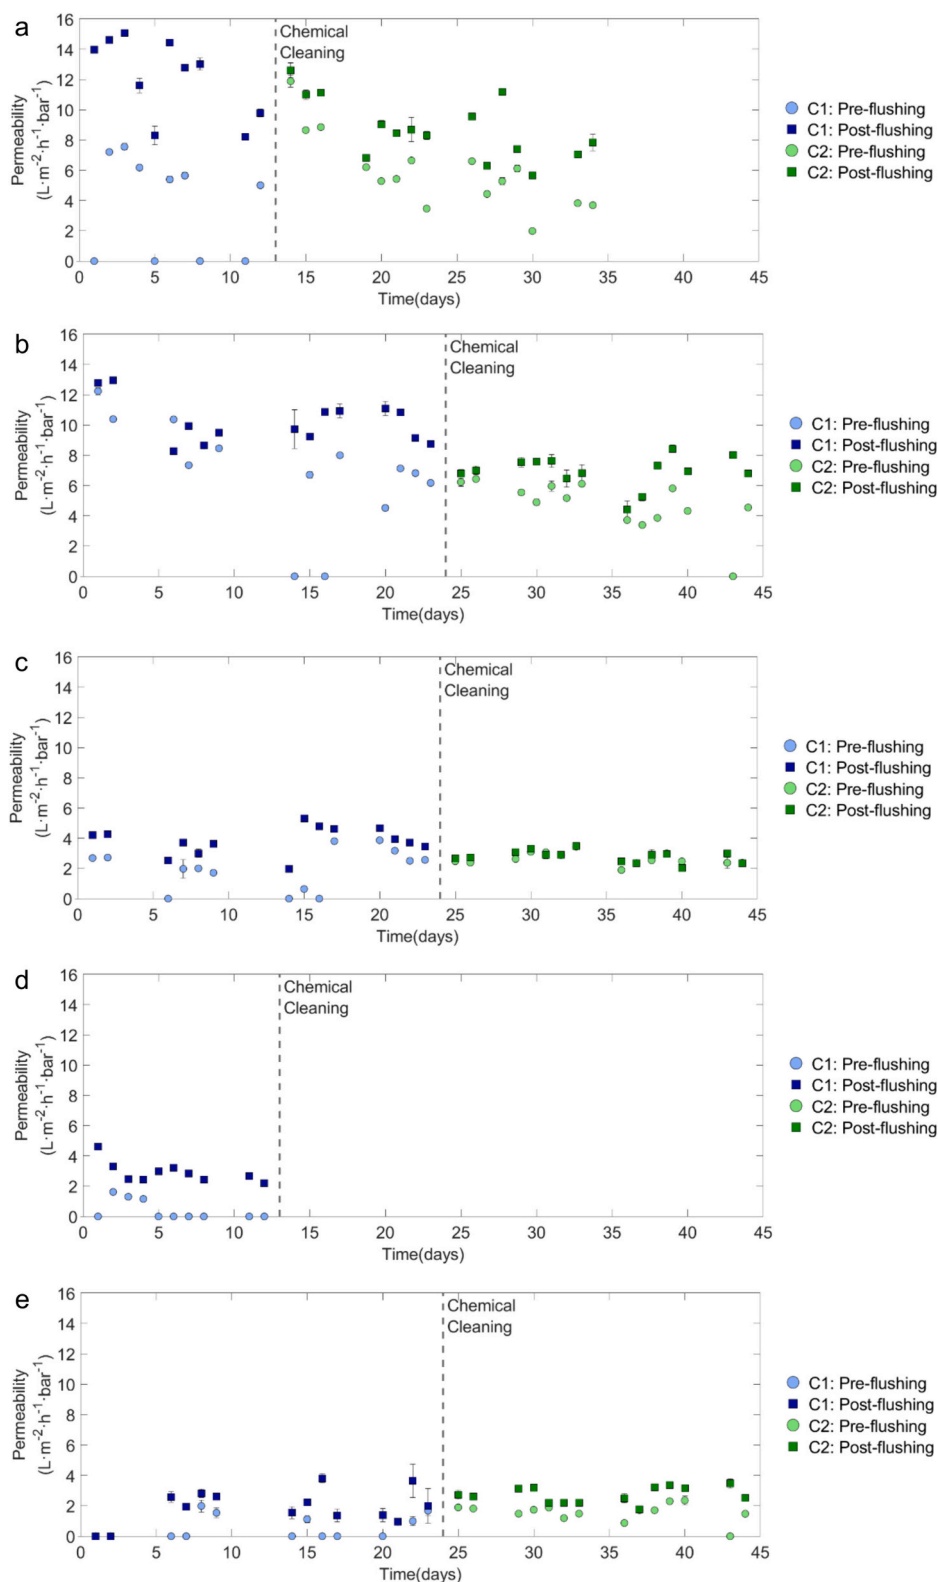 a
16
14
12
10
8
6
4
2
0
Permeability
(L·m⁻²·h⁻¹·bar⁻¹)
Chemical
Cleaning
0 5 10 15 20 25 30 35 40 45
Time(days)
C1: Pre-flushing
C1: Post-flushing
C2: Pre-flushing
C2: Post-flushing
b
16
14
12
10
8
6
4
2
0
Permeability
(L·m⁻²·h⁻¹·bar⁻¹)
Chemical
Cleaning
0 5 10 15 20 25 30 35 40 45
Time(days)
C1: Pre-flushing
C1: Post-flushing
C2: Pre-flushing
C2: Post-flushing
c
16
14
12
10
8
6
4
2
0
Permeability
(L·m⁻²·h⁻¹·bar⁻¹)
Chemical
Cleaning
0 5 10 15 20 25 30 35 40 45
Time(days)
C1: Pre-flushing
C1: Post-flushing
C2: Pre-flushing
C2: Post-flushing
d
16
14
12
10
8
6
4
2
0
Permeability
(L·m⁻²·h⁻¹·bar⁻¹)
Chemical
Cleaning
0 5 10 15 20 25 30 35 40 45
Time(days)
C1: Pre-flushing
C1: Post-flushing
C2: Pre-flushing
C2: Post-flushing
e
16
14
12
10
8
6
4
2
0
Permeability
(L·m⁻²·h⁻¹·bar⁻¹)
Chemical
Cleaning
0 5 10 15 20 25 30 35 40 45
Time(days)
C1: Pre-flushing
C1: Post-flushing
C2: Pre-flushing
C2: Post-flushing